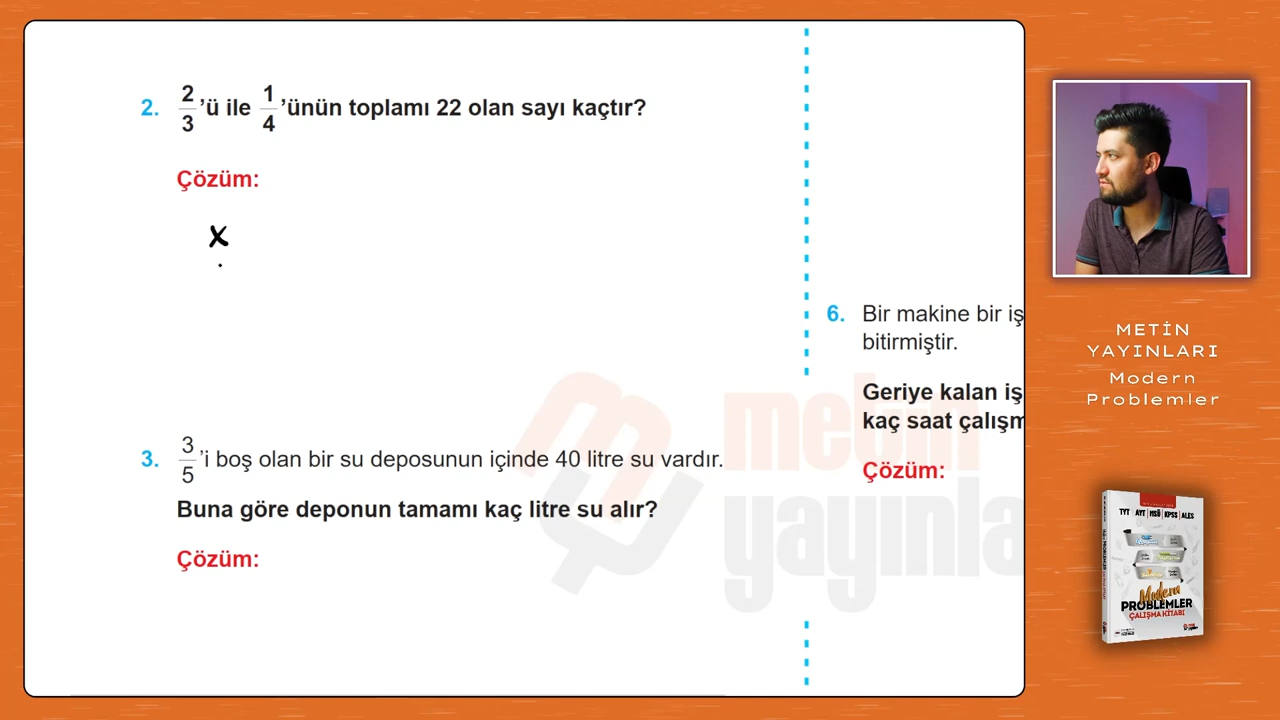 2. 2/3 'ü ile 1/4 'ünün toplamı 22 olan sayı kaçtır?
Çözüm:
x
3. 3/5 'i boş olan bir su deposunun içinde 40 litre su vardır.
Buna göre deponun tamamı kaç litre su alır?
Çözüm:
6. Bir makine bir iş
bitirmiştir.
Geriye kalan iş
kaç saat çalışm
Çözüm:
metin
yayınla
METİN
YAYINLARI
Modern
Problemler
TYT AYT MSÜ KPSS ALES
Modern
PROBLEMLER
ÇALIŞMA KİTABI